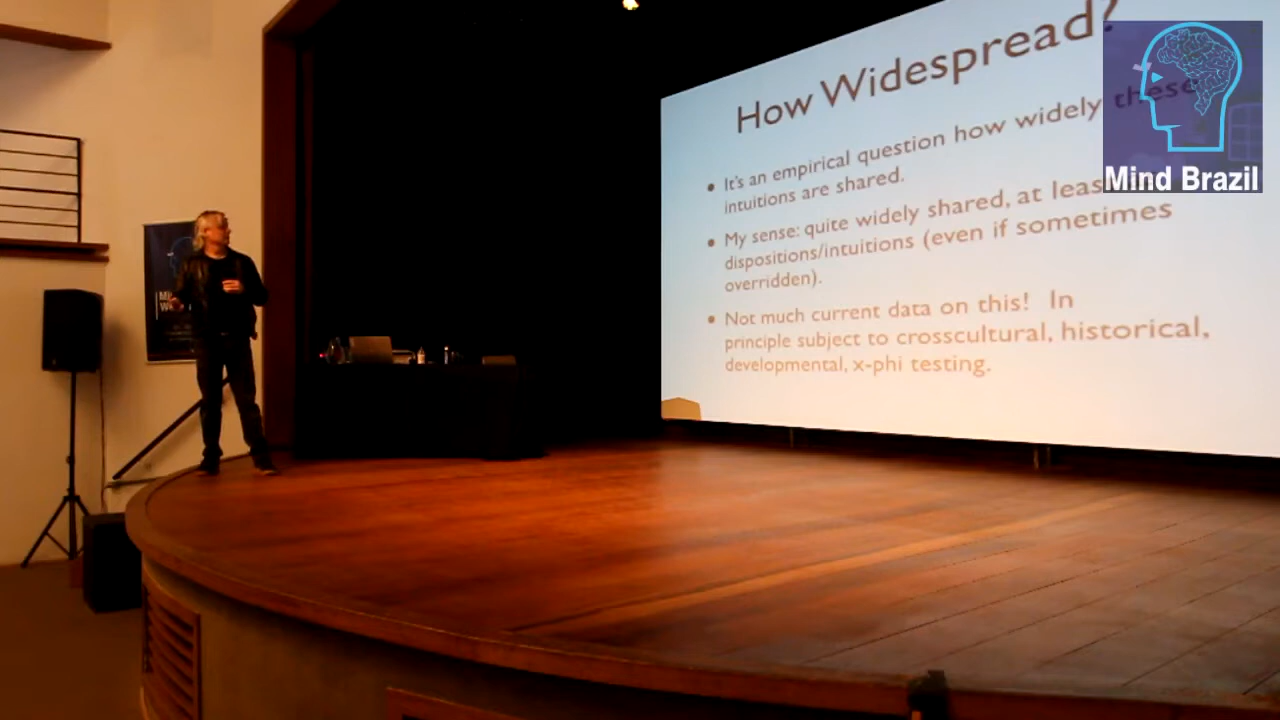 How Widespread?
• It's an empirical question how widely these
intuitions are shared.
• My sense: quite widely shared, at least
dispositions/intuitions (even if sometimes
overridden).
• Not much current data on this! In
principle subject to crosscultural, historical,
developmental, x-phi testing.
Mind Brazil